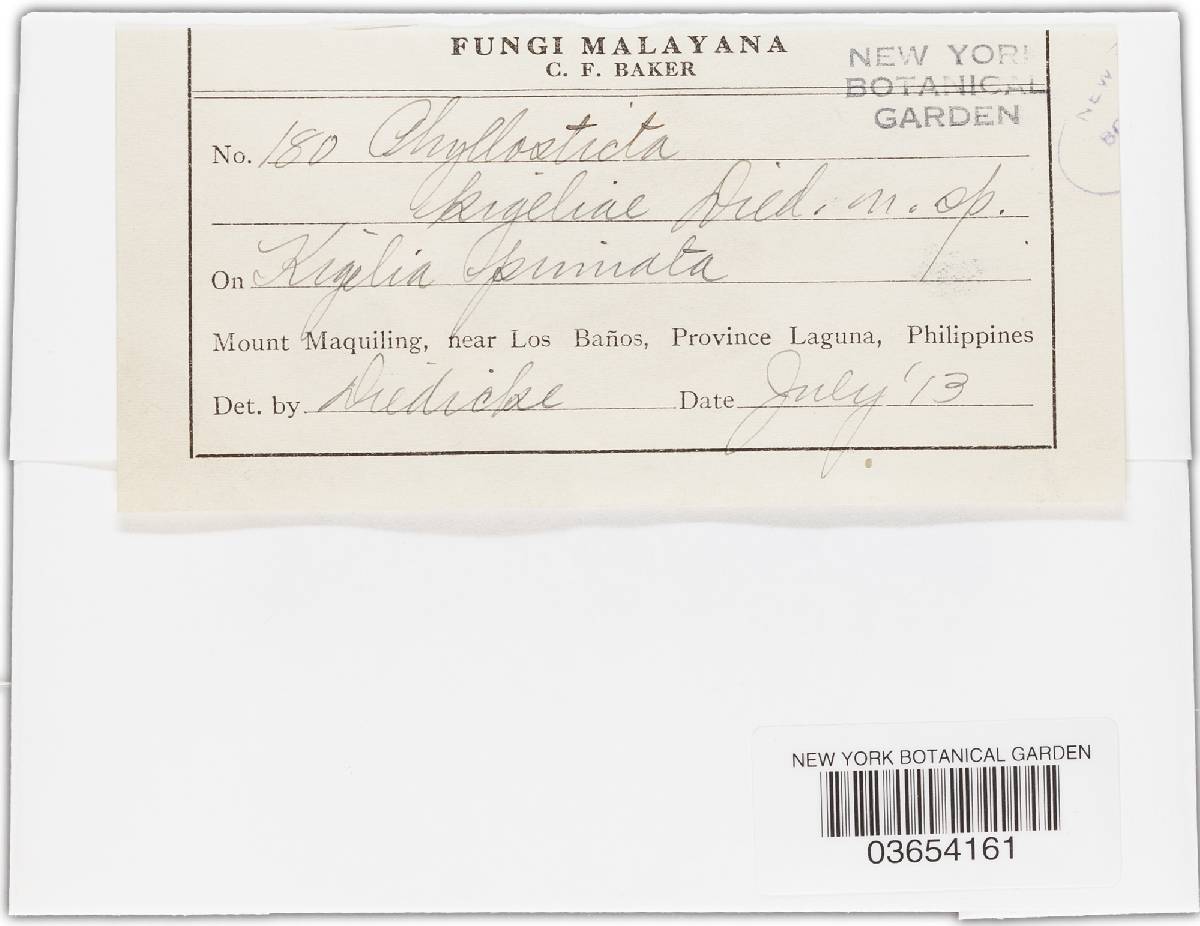 FUNGI MALAYANA
C. F. BAKER
NEW YORK
BOTANICAL
GARDEN
NEW
No. 180 Phyllosticta
kigeliae Died. n. sp.
On Kigelia pinnata
Mount Maquiling, near Los Baños, Province Laguna, Philippines
Det. by Diedicke Date July '13
NEW YORK BOTANICAL GARDEN
03654161